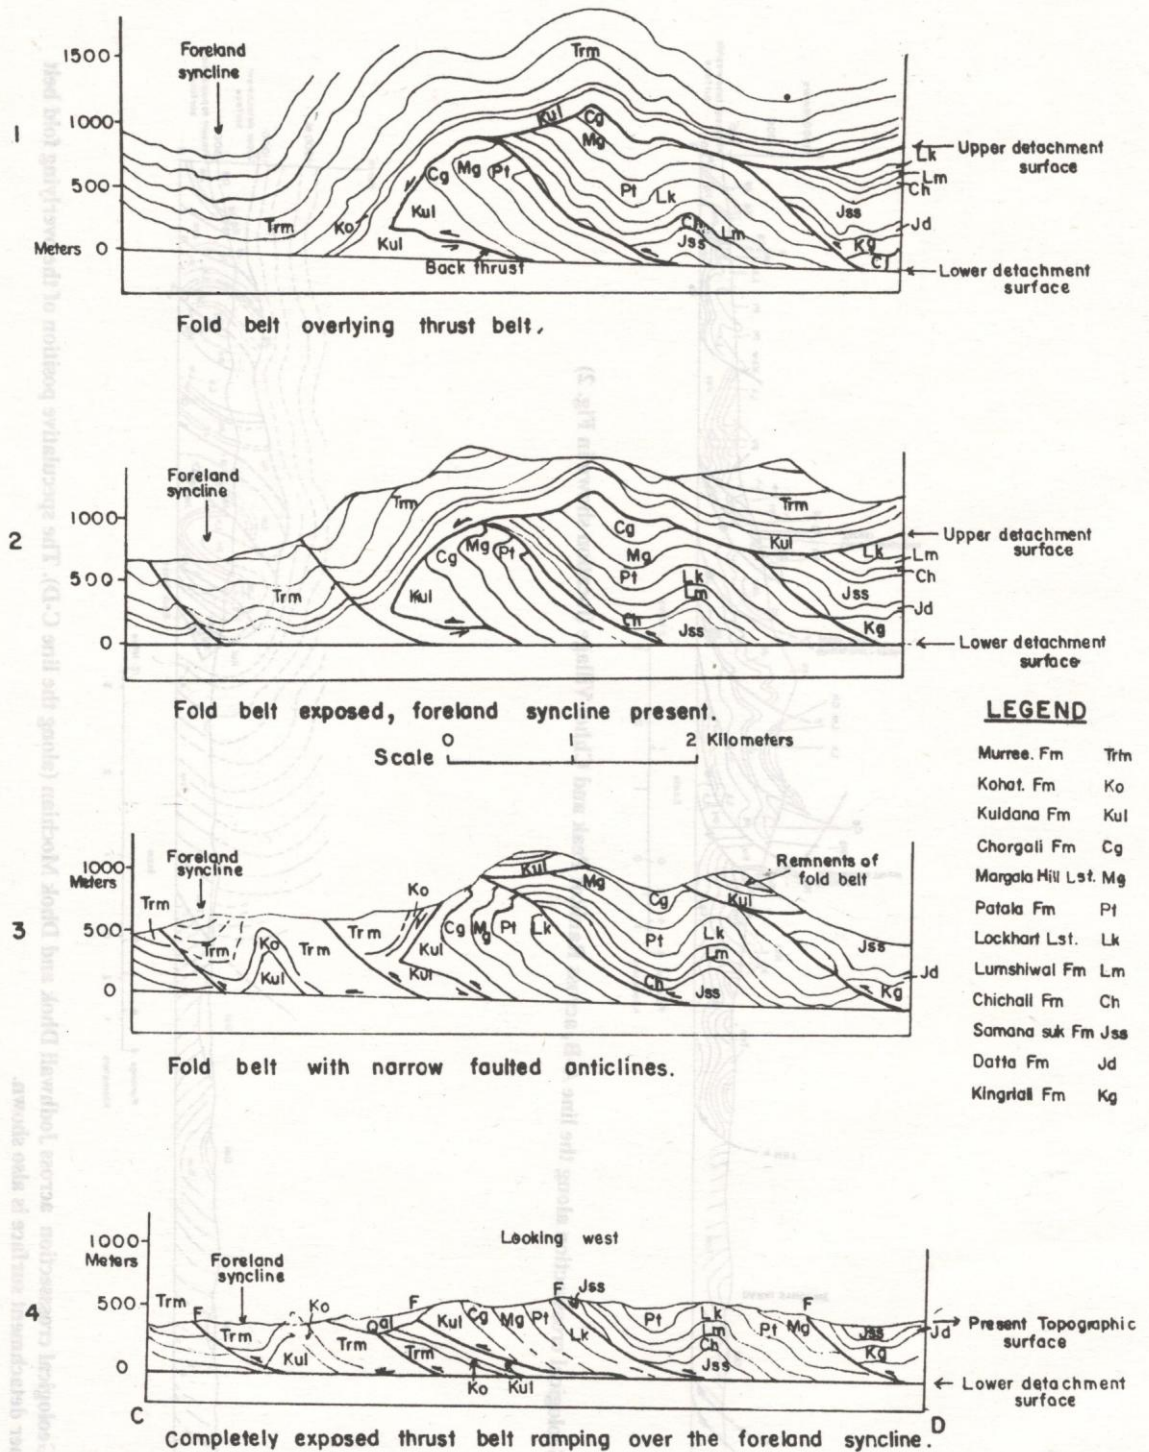 1
1500
1000
500
Meters 0
Foreland
syncline
Trm
Kul
Cg
Mg
Cg
Mg
Pt
Pt
Lk
Kul
Trm
Ko
Kul
Ch
Jss
Lm
Back thrust
Lk
Lm
Ch
Jss
Jd
Kg
Upper detachment
surface
Lower detachment
surface
Fold belt overlying thrust belt.
2
1000
500
0
Foreland
syncline
Trm
Trm
Trm
Kul
Cg
Mg
Pt
Cg
Mg
Pt
Lk
Lm
Kul
Ch
Jss
Lk
Lm
Ch
Jss
Jd
Kg
Upper detachment
surface
Lower detachment
surface
Fold belt exposed, foreland syncline present.
Scale 0 1 2 Kilometers
LEGEND
Murree. Fm Trm
Kohat. Fm Ko
Kuldana Fm Kul
Chorgali Fm Cg
Margala Hill Lst. Mg
Patala Fm Pt
Lockhart Lst. Lk
Lumshiwal Fm Lm
Chichali Fm Ch
Samana suk Fm Jss
Datta Fm Jd
Kingriali Fm Kg
3
1000
Meters
500
0
Foreland
syncline
Trm
Trm
Ko
Kul
Trm
Trm
Ko
Kul
Kul
Cg
Mg
Pt
Lk
Kul
Mg
Cg
Pt
Lk
Lm
Ch
Jss
Kul
Remnents of
fold belt
Jss
Jd
Kg
Fold belt with narrow faulted anticlines.
4
1000
Meters
500
0
Looking west
Foreland
syncline
Trm
F
Trm
Ko
Kul
Qal
Trm
Trm
F
Kul
Cg
Mg
Pt
F
Jss
Lk
Pt
Lk
Lm
Ch
Jss
Pt
Mg
F
Jss
Jd
Kg
Ko
Kul
Present Topographic
surface
Lower detachment
surface
C
D
Completely exposed thrust belt ramping over the foreland syncline.